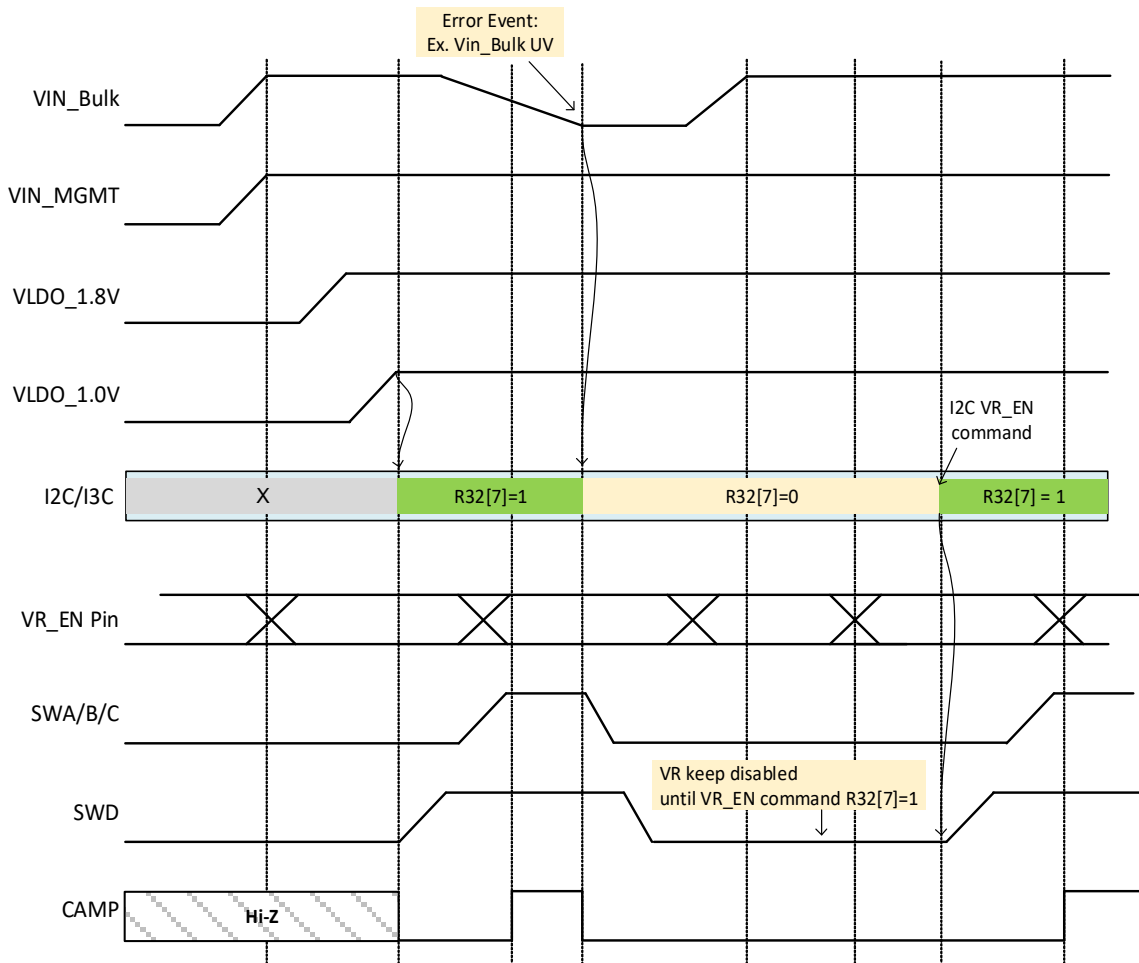 Error Event:
Ex. Vin_Bulk UV
VIN_Bulk
VIN_MGMT
VLDO_1.8V
VLDO_1.0V
I2C VR_EN
command
I2C/I3C
X
R32[7]=1
R32[7]=0
R32[7] = 1
VR_EN Pin
SWA/B/C
VR keep disabled
until VR_EN command R32[7]=1
SWD
CAMP
Hi-Z